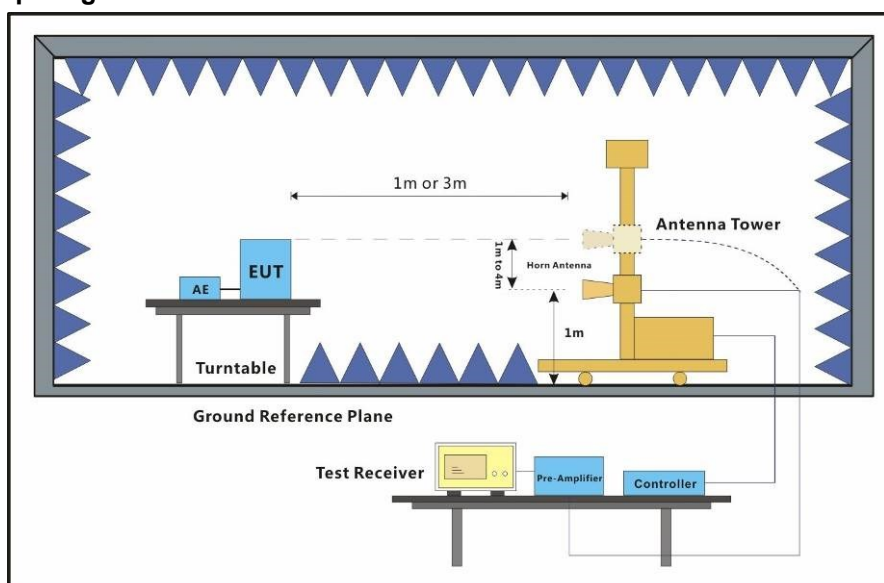 1m or 3m
Antenna Tower
1m to 4m
Horn Antenna
EUT
AE
1m
Turntable
Ground Reference Plane
Test Receiver
Pre-Amplifier
Controller